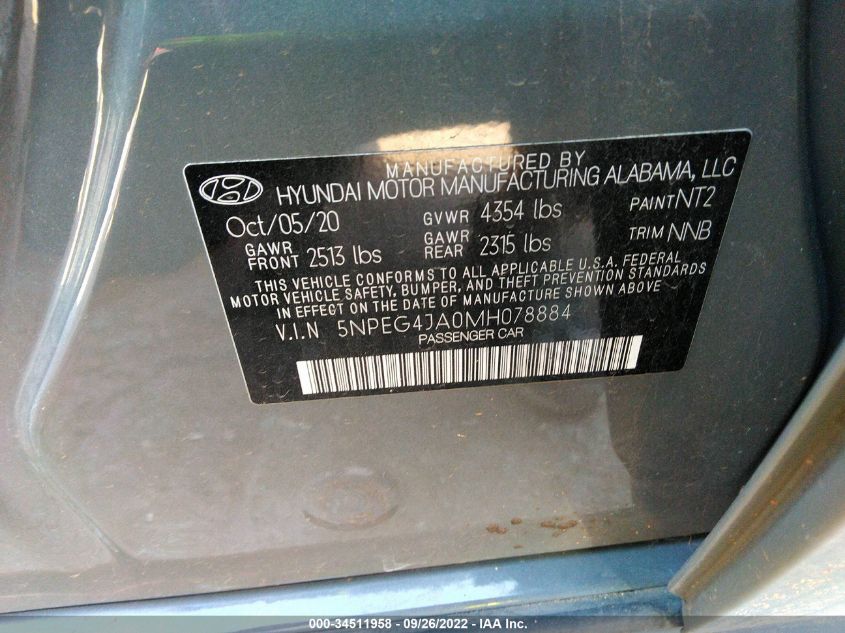 MANUFACTURED BY
HYUNDAI MOTOR MANUFACTURING ALABAMA, LLC
Oct/05/20 GVWR 4354 lbs PAINT NT2
GAWR FRONT 2513 lbs GAWR REAR 2315 lbs TRIM NNB
THIS VEHICLE CONFORMS TO ALL APPLICABLE U.S.A. FEDERAL
MOTOR VEHICLE SAFETY, BUMPER, AND THEFT PREVENTION STANDARDS
IN EFFECT ON THE DATE OF MANUFACTURE SHOWN ABOVE
V.I.N 5NPEG4JA0MH078884
PASSENGER CAR
000-34511958 - 09/26/2022 - IAA Inc.